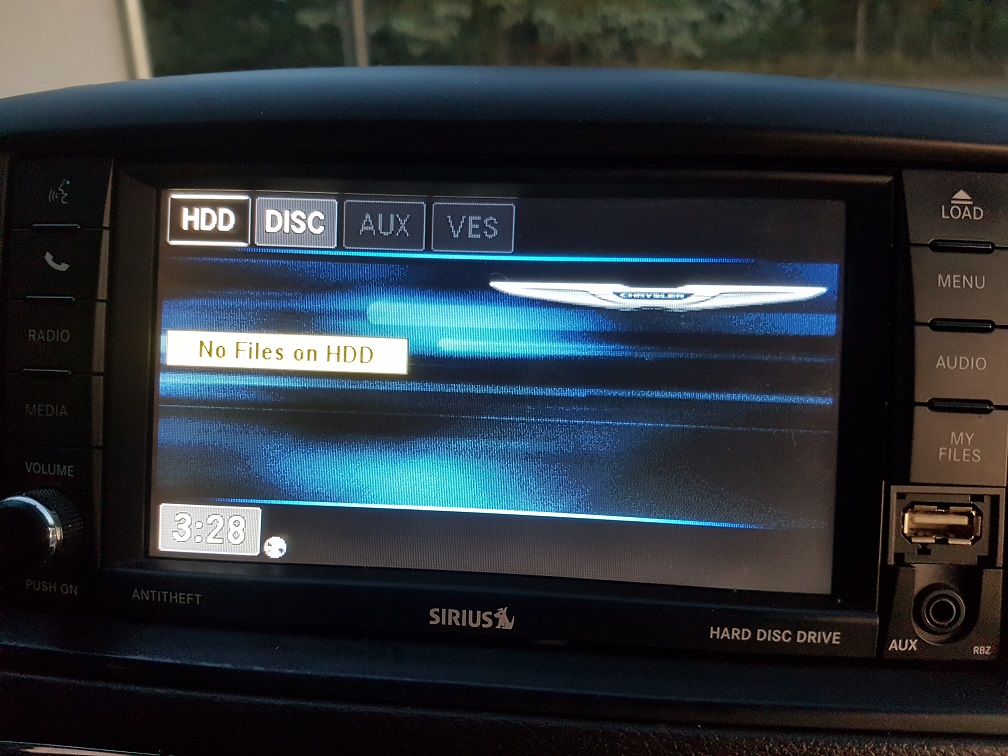 HDD DISC AUX VES
CHRYSLER
No Files on HDD
3:28
RADIO
MEDIA
VOLUME
PUSH ON
ANTITHEFT
SIRIUS
HARD DISC DRIVE
LOAD
MENU
AUDIO
MY
FILES
AUX
RBZ